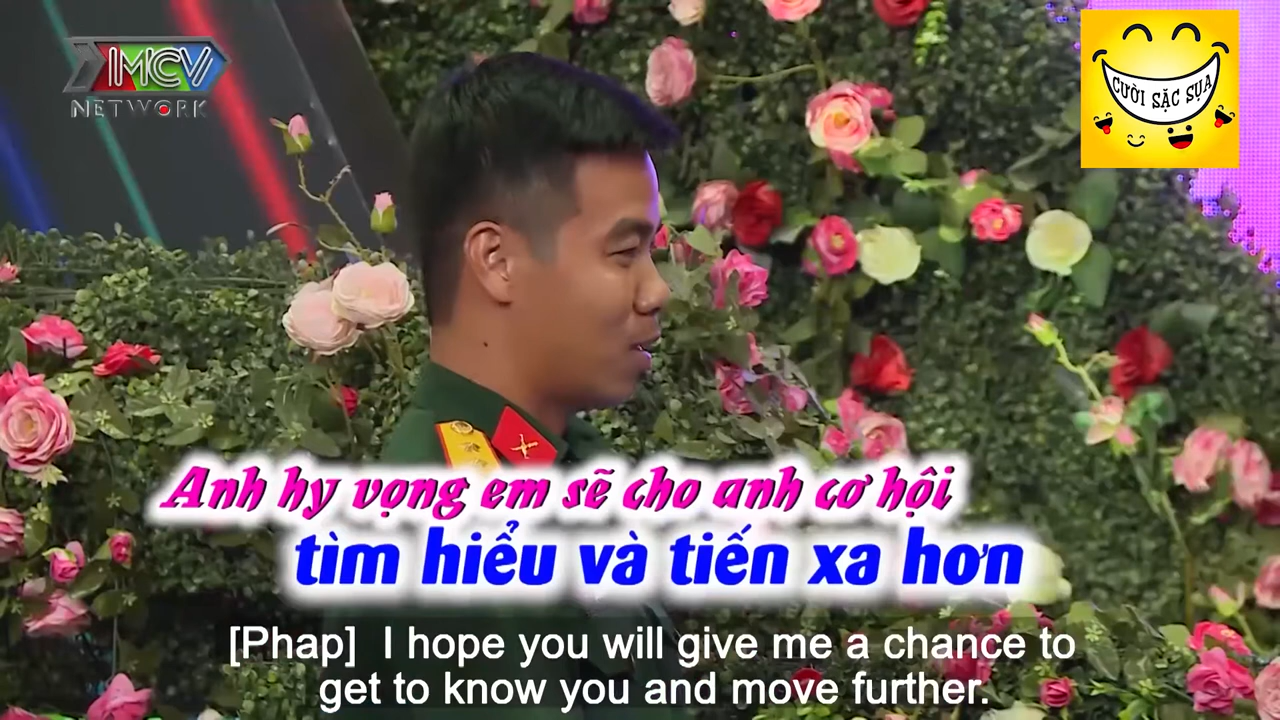 MCV
NETWORK
CƯỜI SẶC SỤA
Anh hy vọng em sẽ cho anh cơ hội
tìm hiểu và tiến xa hơn
[Phap] I hope you will give me a chance to
get to know you and move further.